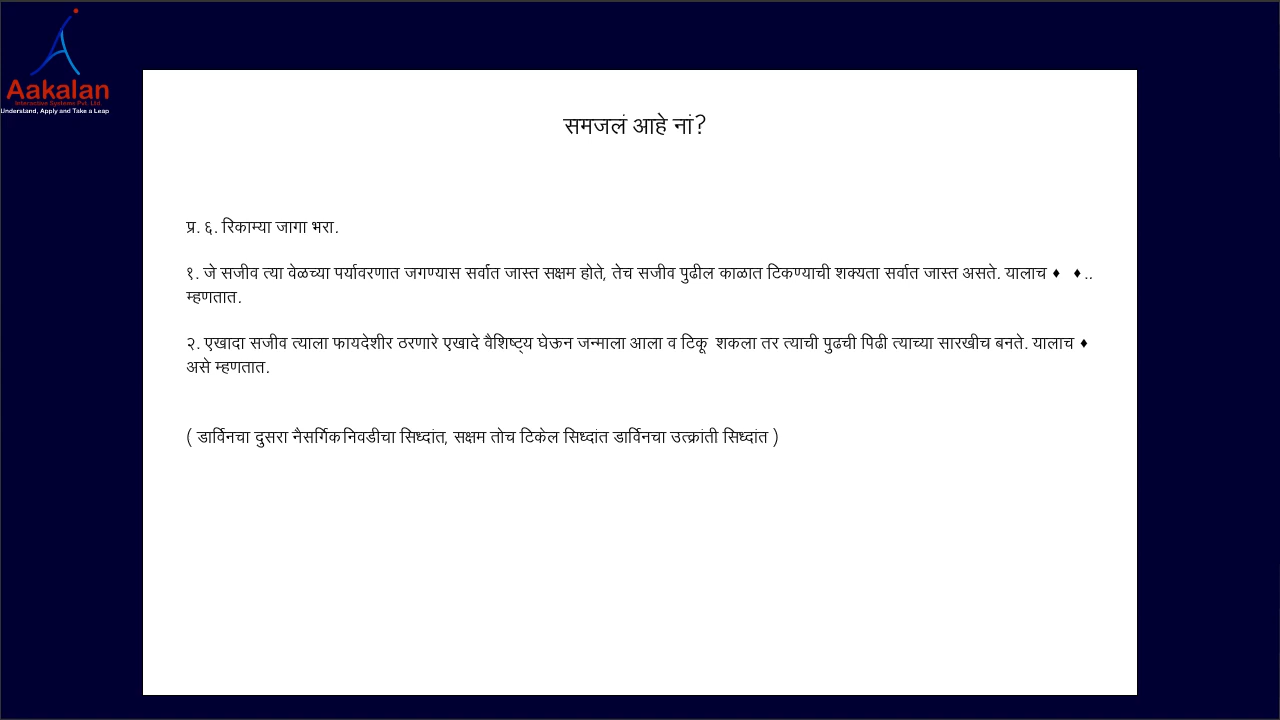 Aakalan
Interactive Systems Pvt. Ltd.
Understand, Apply and Take a Leap
समजलं आहे नां?
प्र. ६. रिकाम्या जागा भरा.
१. जे सजीव त्या वेळच्या पर्यावरणात जगण्यास सर्वात जास्त सक्षम होते, तेच सजीव पुढील काळात टिकण्याची शक्यता सर्वात जास्त असते. यालाच ♦ ♦..
म्हणतात.
२. एखादा सजीव त्याला फायदेशीर ठरणारे एखादे वैशिष्ट्य घेऊन जन्माला आला व टिकू शकला तर त्याची पुढची पिढी त्याच्या सारखीच बनते. यालाच ♦
असे म्हणतात.
( डार्विनचा दुसरा नैसर्गिक निवडीचा सिध्दांत, सक्षम तोच टिकेल सिध्दांत डार्विनचा उत्क्रांती सिध्दांत )